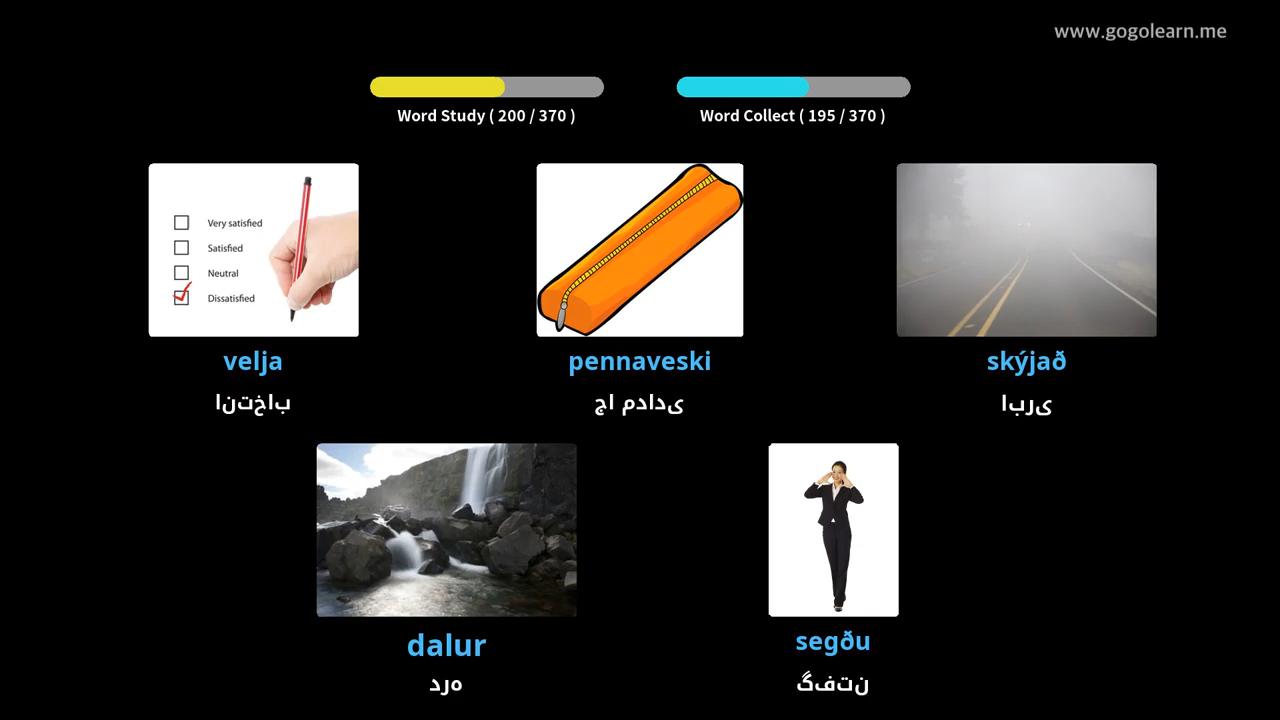 www.gogolearn.me
Word Study ( 200 / 370 )
Word Collect ( 195 / 370 )
Very satisfied
Satisfied
Neutral
Dissatisfied
velja
انتخاب
pennaveski
جا مدادی
skýjað
ابری
dalur
دره
segðu
گفتن